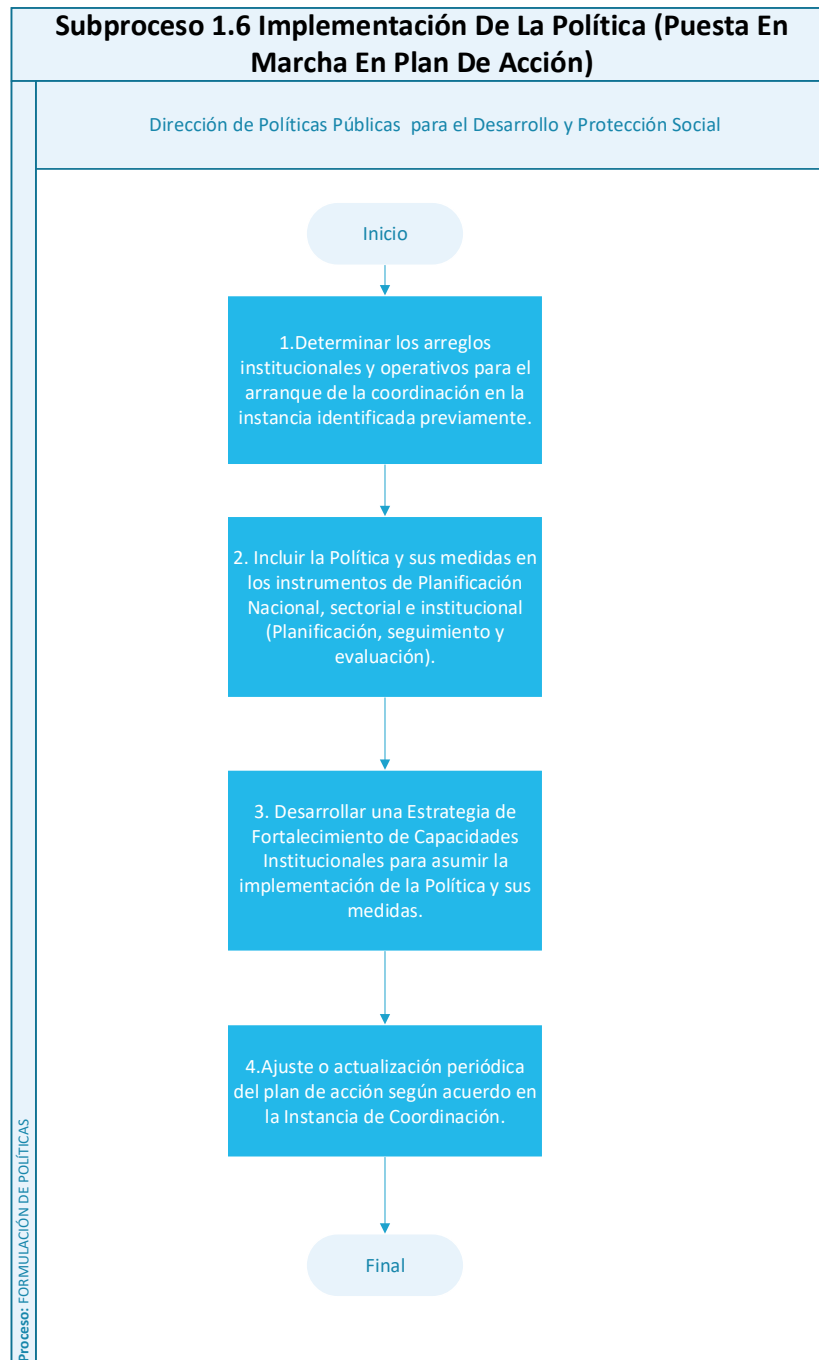 Subproceso 1.6 Implementación De La Política (Puesta En
Marcha En Plan De Acción)
Dirección de Políticas Públicas para el Desarrollo y Protección Social
Inicio
1.Determinar los arreglos
institucionales y operativos para el
arranque de la coordinación en la
instancia identificada previamente.
2. Incluir la Política y sus medidas en
los instrumentos de Planificación
Nacional, sectorial e institucional
(Planificación, seguimiento y
evaluación).
3. Desarrollar una Estrategia de
Fortalecimiento de Capacidades
Institucionales para asumir la
implementación de la Política y sus
medidas.
4.Ajuste o actualización periódica
del plan de acción según acuerdo en
la Instancia de Coordinación.
Final
Proceso: FORMULACIÓN DE POLÍTICAS